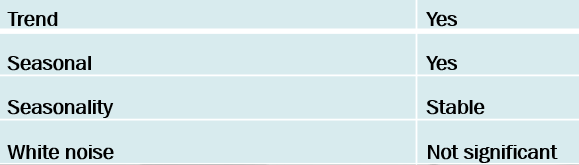 Trend Yes
Seasonal Yes
Seasonality Stable
White noise Not significant